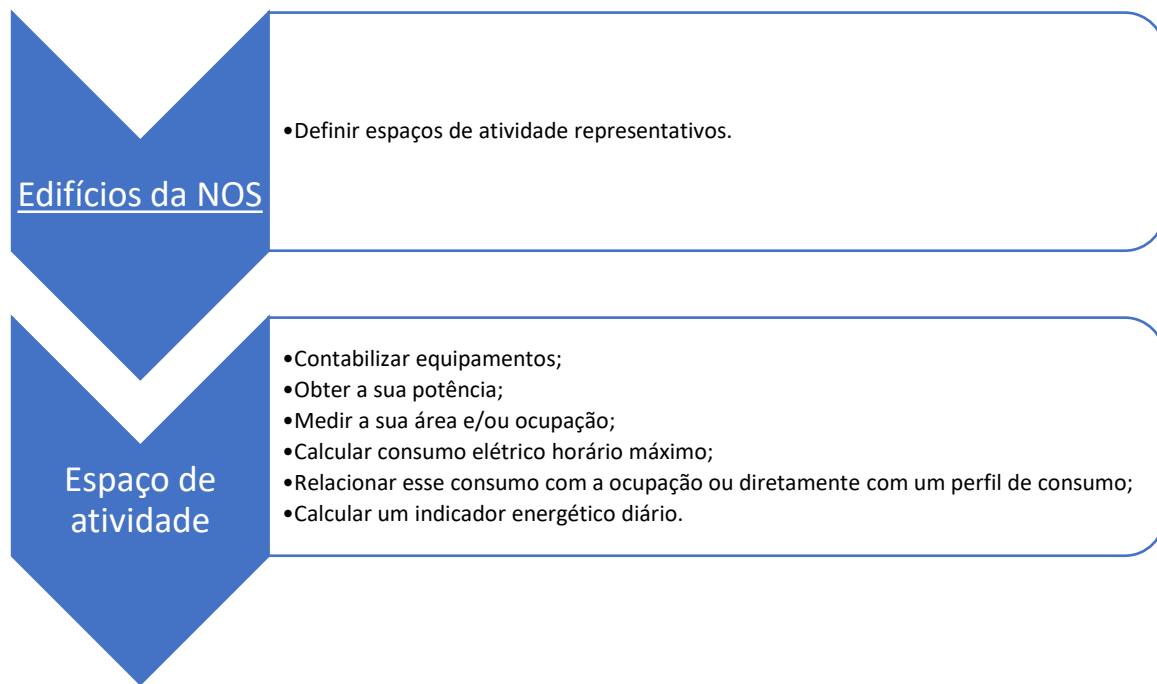 Edifícios da NOS
•Definir espaços de atividade representativos.
Espaço de
atividade
•Contabilizar equipamentos;
•Obter a sua potência;
•Medir a sua área e/ou ocupação;
•Calcular consumo elétrico horário máximo;
•Relacionar esse consumo com a ocupação ou diretamente com um perfil de consumo;
•Calcular um indicador energético diário.